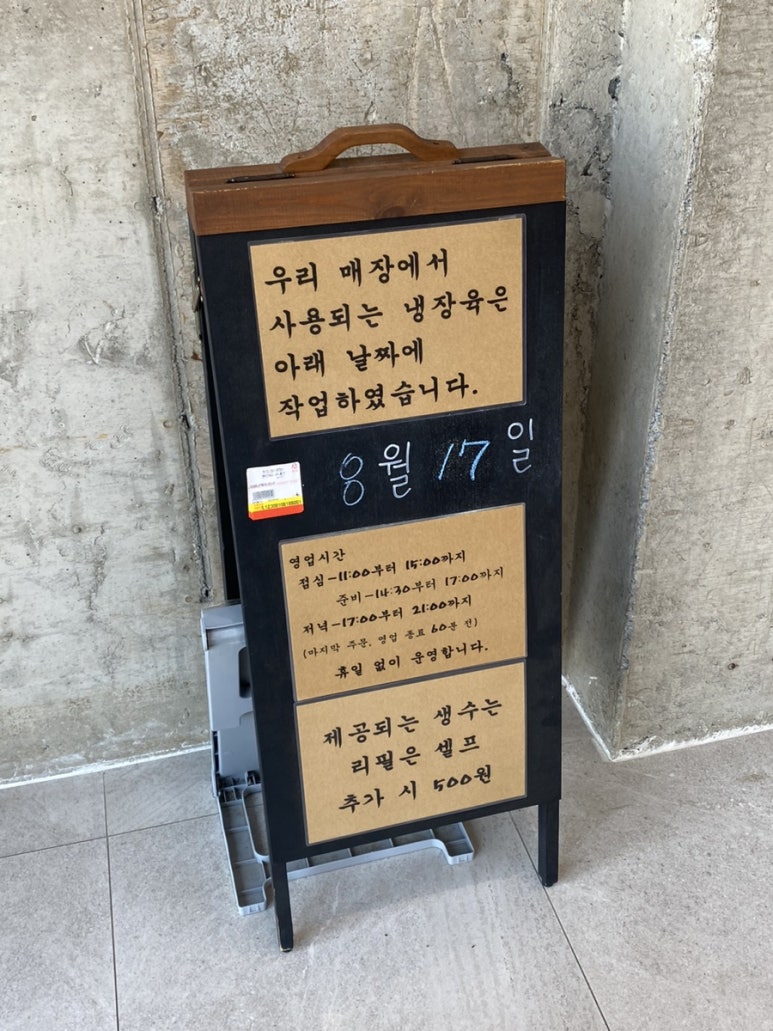 우리 매장에서
사용되는 냉장육은
아래 날짜에
작업하였습니다.
8월 17일
영업시간
점심-11:00부터 15:00까지
준비-14:30부터 17:00까지
저녁-17:00부터 21:00까지
(마지막 주문, 영업 종료 60분 전)
휴일 없이 운영합니다.
제공되는 생수는
리필은 셀프
추가 시 500원